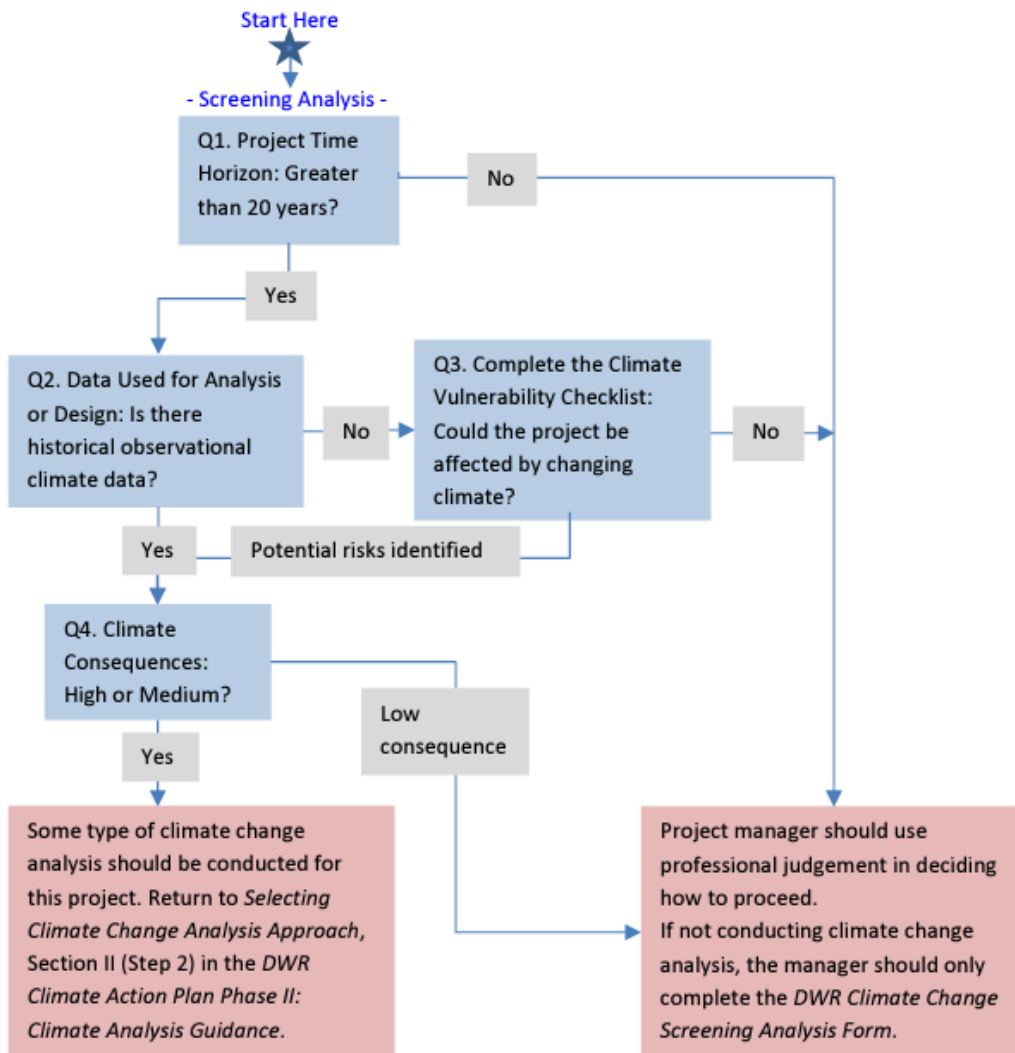 Start Here
- Screening Analysis -
Q1. Project Time
Horizon: Greater
than 20 years?
No
Yes
Q2. Data Used for Analysis
or Design: Is there
historical observational
climate data?
No
Q3. Complete the Climate
Vulnerability Checklist:
Could the project be
affected by changing
climate?
No
Yes
Potential risks identified
Q4. Climate
Consequences:
High or Medium?
Low
consequence
Yes
Some type of climate change
analysis should be conducted for
this project. Return to Selecting
Climate Change Analysis Approach,
Section II (Step 2) in the DWR
Climate Action Plan Phase II:
Climate Analysis Guidance.
Project manager should use
professional judgement in deciding
how to proceed.
If not conducting climate change
analysis, the manager should only
complete the DWR Climate Change
Screening Analysis Form.